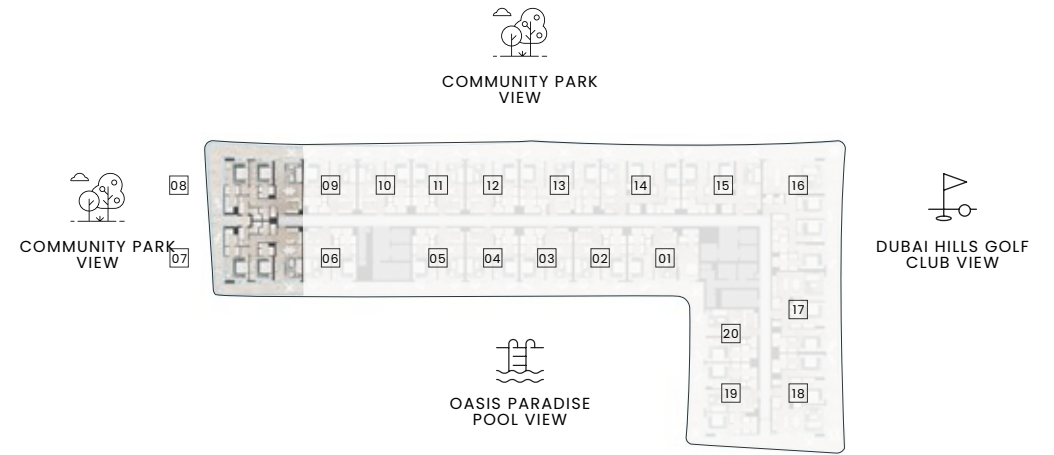 COMMUNITY PARK
VIEW
08
09
10
11
12
13
14
15
16
COMMUNITY PARK
VIEW
07
06
05
04
03
02
01
DUBAI HILLS GOLF
CLUB VIEW
17
20
19
18
OASIS PARADISE
POOL VIEW